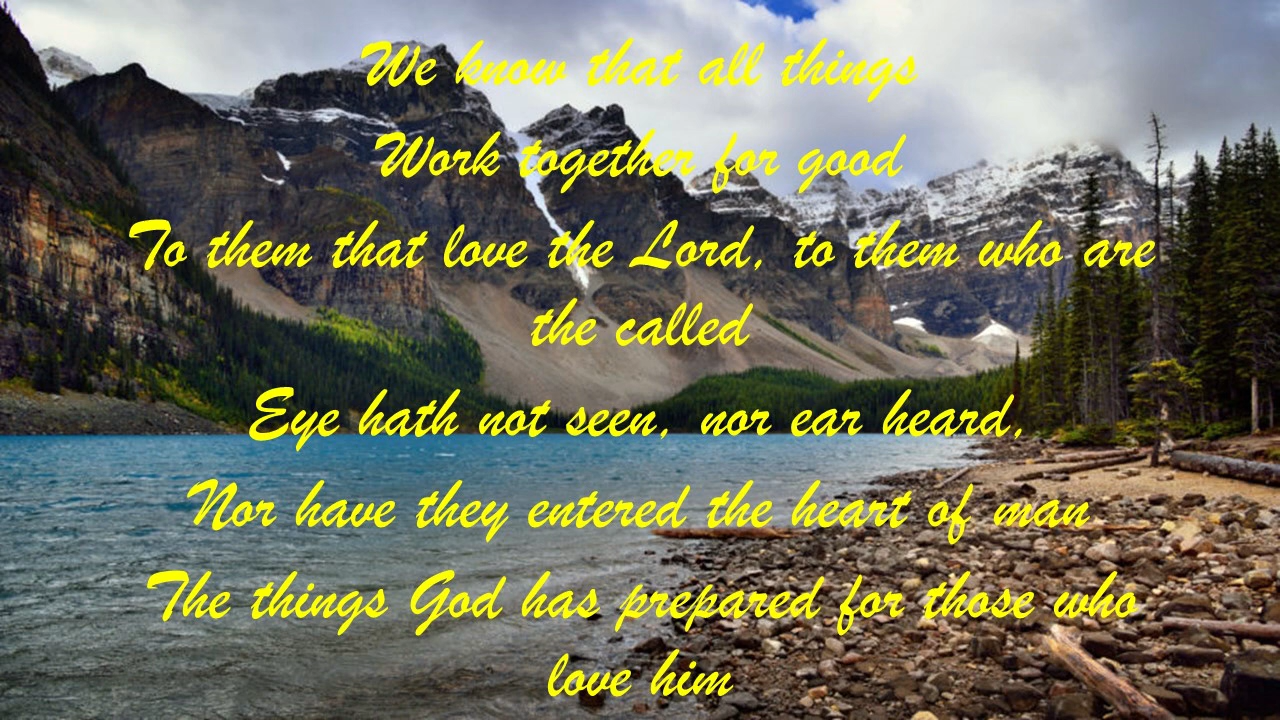 We know that all things
Work together for good
To them that love the Lord, to them who are
the called
Eye hath not seen, nor ear heard,
Nor have they entered the heart of man
The things God has prepared for those who
love him